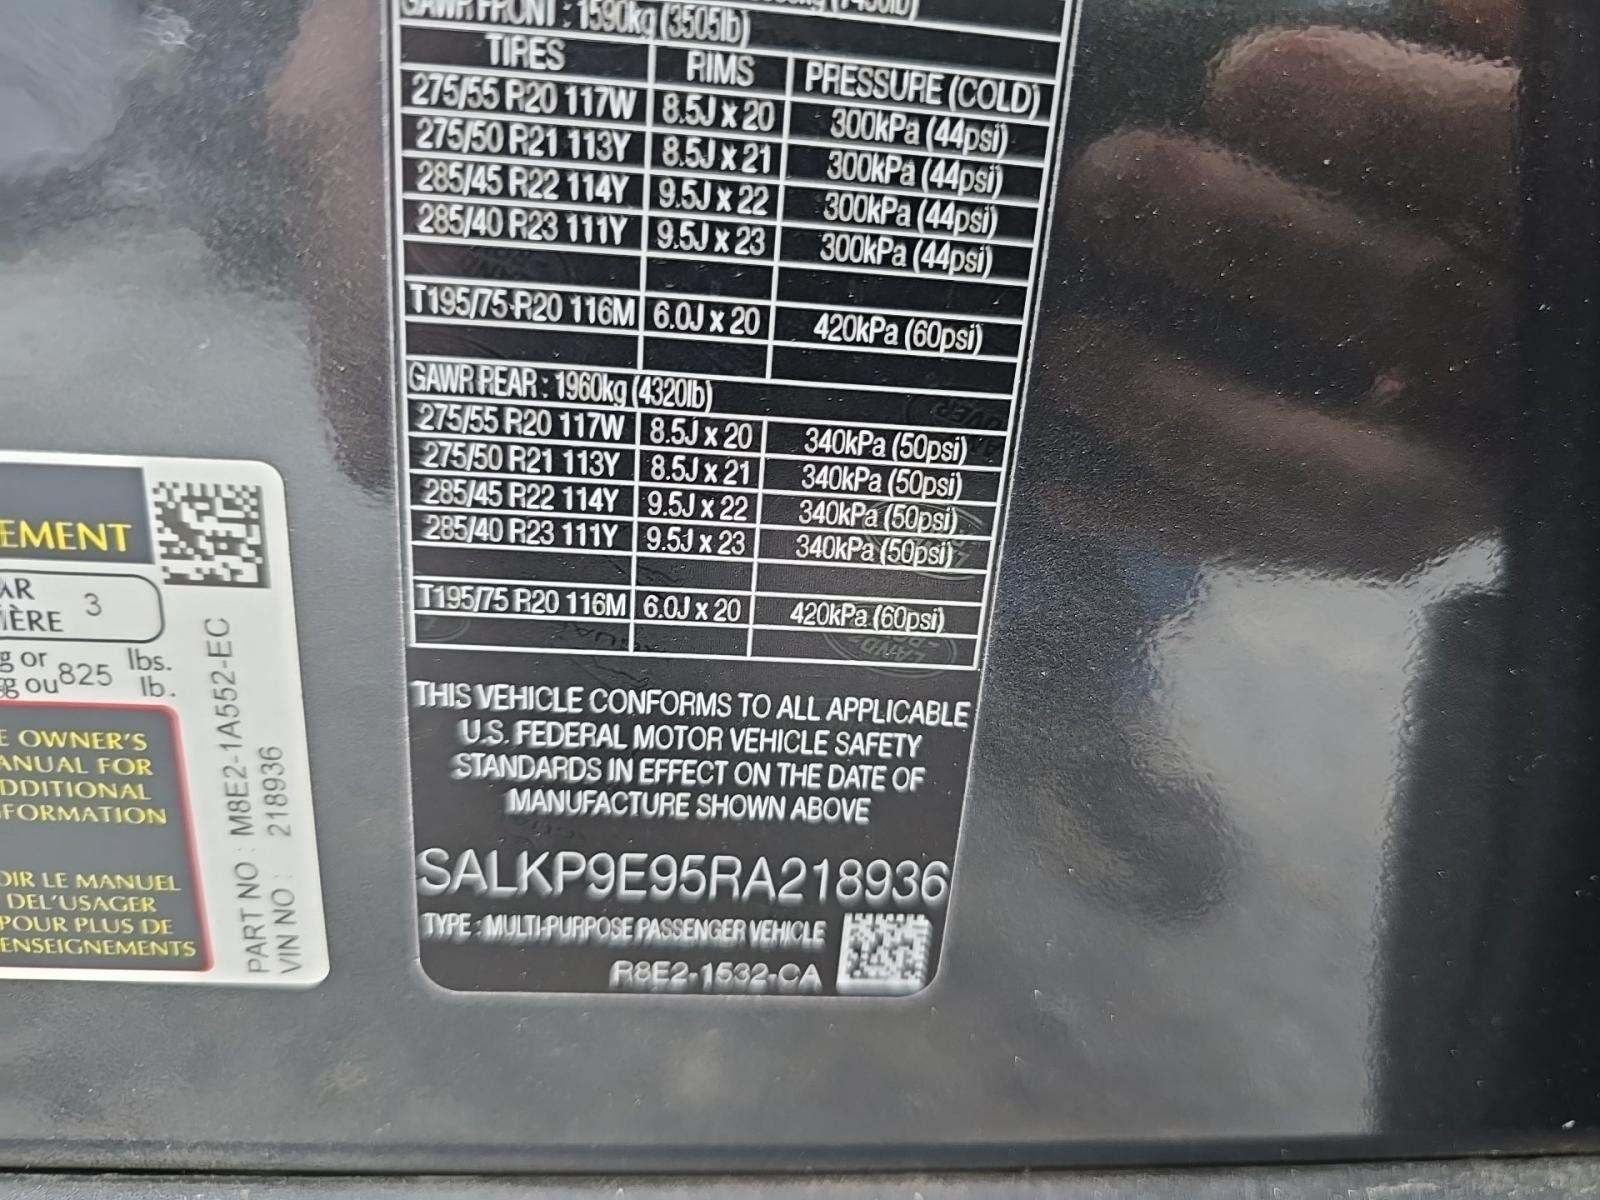 GAWR FRONT : 1590kg (3505lb)
TIRES RIMS PRESSURE (COLD)
275/55 R20 117W 8.5J x 20 300kPa (44psi)
275/50 R21 113Y 8.5J x 21 300kPa (44psi)
285/45 R22 114Y 9.5J x 22 300kPa (44psi)
285/40 R23 111Y 9.5J x 23 300kPa (44psi)
T195/75 R20 116M 6.0J x 20 420kPa (60psi)
GAWR REAR : 1960kg (4320lb)
275/55 R20 117W 8.5J x 20 340kPa (50psi)
275/50 R21 113Y 8.5J x 21 340kPa (50psi)
285/45 R22 114Y 9.5J x 22 340kPa (50psi)
285/40 R23 111Y 9.5J x 23 340kPa (50psi)
T195/75 R20 116M 6.0J x 20 420kPa (60psi)
THIS VEHICLE CONFORMS TO ALL APPLICABLE
U.S. FEDERAL MOTOR VEHICLE SAFETY
STANDARDS IN EFFECT ON THE DATE OF
MANUFACTURE SHOWN ABOVE
SALKP9E95RA218936
TYPE : MULTI-PURPOSE PASSENGER VEHICLE
R8E2-1532-CA
EMENT
AR
IÈRE 3
g or 825 lbs.
g ou lb.
E OWNER'S
ANUAL FOR
DDITIONAL
FORMATION
OIR LE MANUEL
DEL'USAGER
POUR PLUS DE
ENSEIGNEMENTS
PART NO : M8E2-1A552-EC
VIN NO : 218936